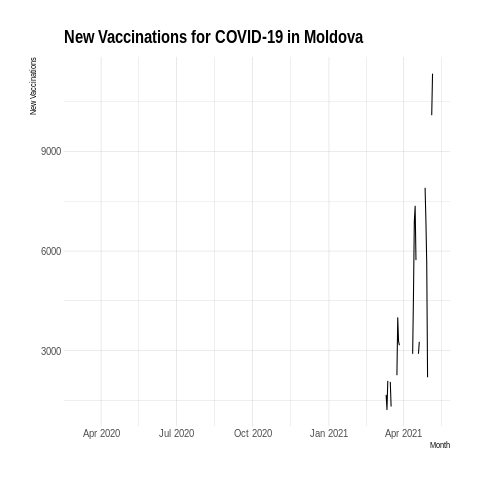 New Vaccinations for COVID-19 in Moldova
New Vaccinations
9000
6000
3000
Apr 2020 Jul 2020 Oct 2020 Jan 2021 Apr 2021
Month